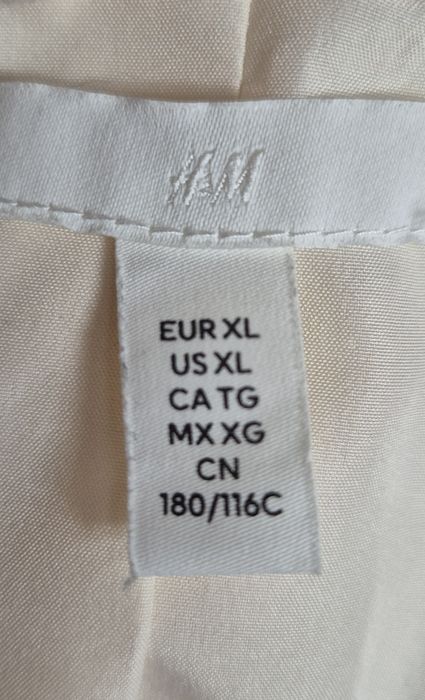 H&M
EUR XL
US XL
CA TG
MX XG
CN
180/116C